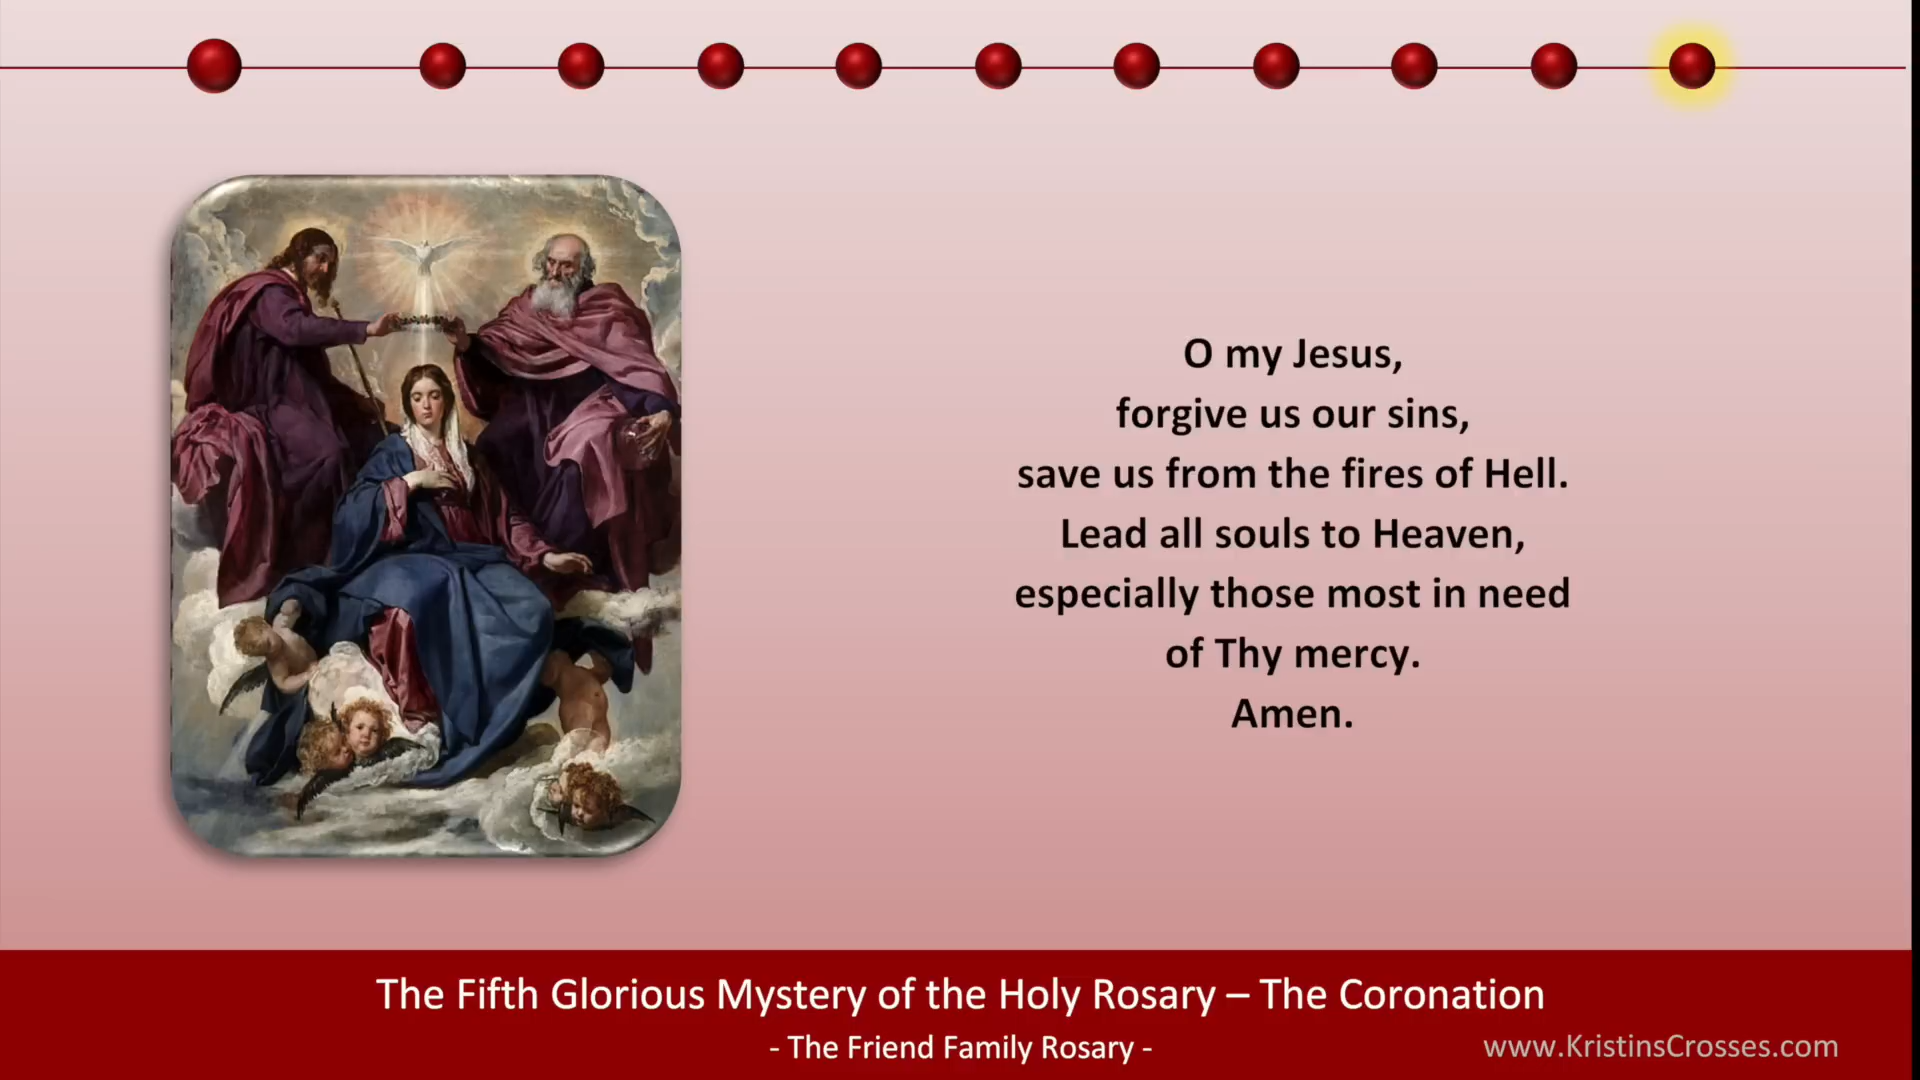 O my Jesus,
forgive us our sins,
save us from the fires of Hell.
Lead all souls to Heaven,
especially those most in need
of Thy mercy.
Amen.
The Fifth Glorious Mystery of the Holy Rosary – The Coronation
- The Friend Family Rosary -
www.KristinsCrosses.com